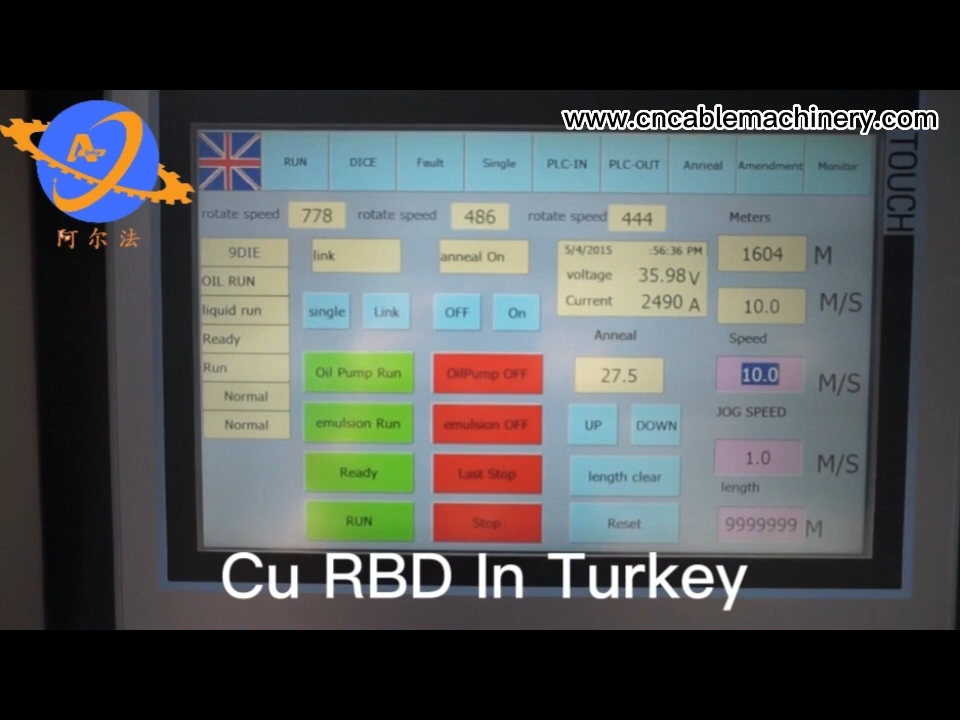 www.cncablemachinery.com
Alpha
阿尔法
TOUCH
RUN DICE Fault Single PLC-IN PLC-OUT Anneal Amendment Monitor
rotate speed 778 rotate speed 486 rotate speed 444 Meters
9DIE link anneal On 5/4/2015 :56:36 PM 1604 M
OIL RUN voltage 35.98 V
liquid run single Link OFF On Current 2490 A 10.0 M/S
Ready Anneal Speed
Run Oil Pump Run OilPump OFF 27.5 10.0 M/S
Normal JOG SPEED
Normal emulsion Run emulsion OFF UP DOWN
Ready Last Stop length clear 1.0 M/S
length
RUN Stop Reset 9999999 M
Cu RBD In Turkey